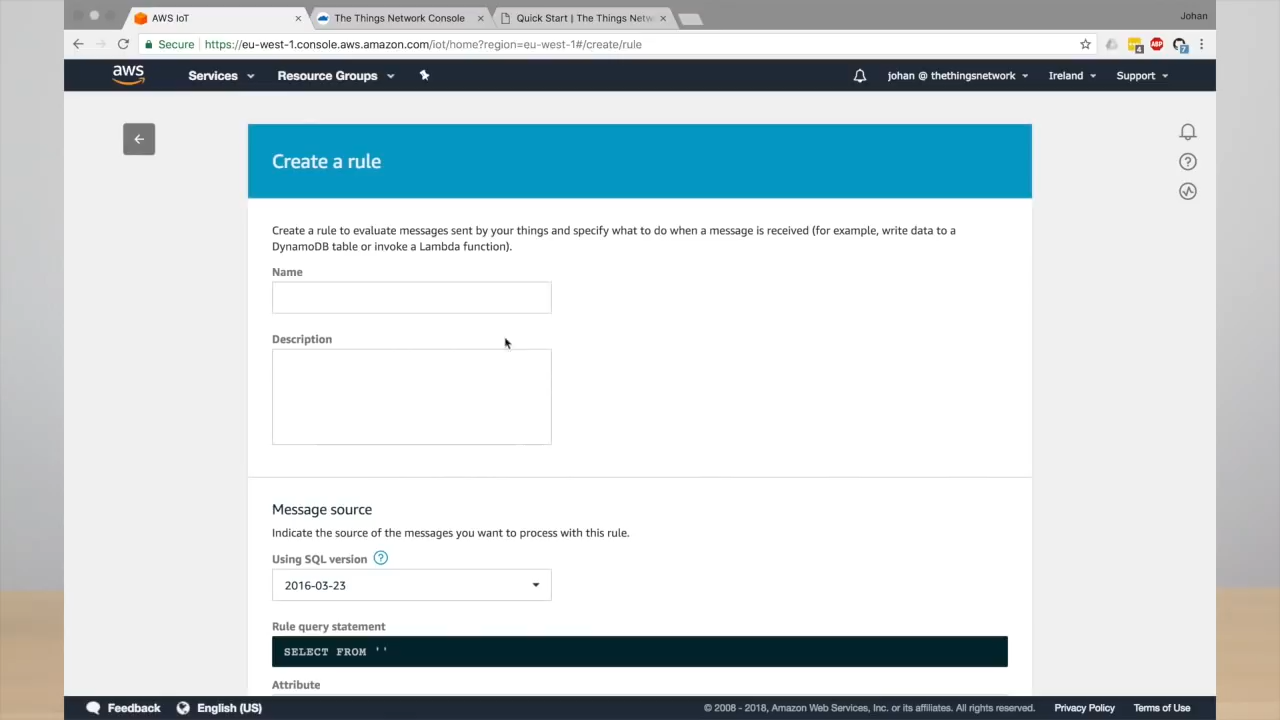 AWS IoT
The Things Network Console
Quick Start | The Things Netw
Johan
Secure
https://eu-west-1.console.aws.amazon.com/iot/home?region=eu-west-1#/create/rule
4
ABP
7
aws
Services
Resource Groups
johan @ thethingsnetwork
Ireland
Support
Create a rule
Create a rule to evaluate messages sent by your things and specify what to do when a message is received (for example, write data to a
DynamoDB table or invoke a Lambda function).
Name
Description
Message source
Indicate the source of the messages you want to process with this rule.
Using SQL version ?
2016-03-23
Rule query statement
SELECT FROM ''
Attribute
Feedback
English (US)
© 2008 - 2018, Amazon Web Services, Inc. or its affiliates. All rights reserved.
Privacy Policy
Terms of Use